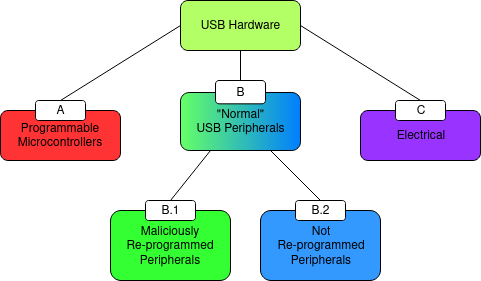 USB Hardware
A
Programmable
Microcontrollers
B
"Normal"
USB Peripherals
C
Electrical
B.1
Maliciously
Re-programmed
Peripherals
B.2
Not
Re-programmed
Peripherals